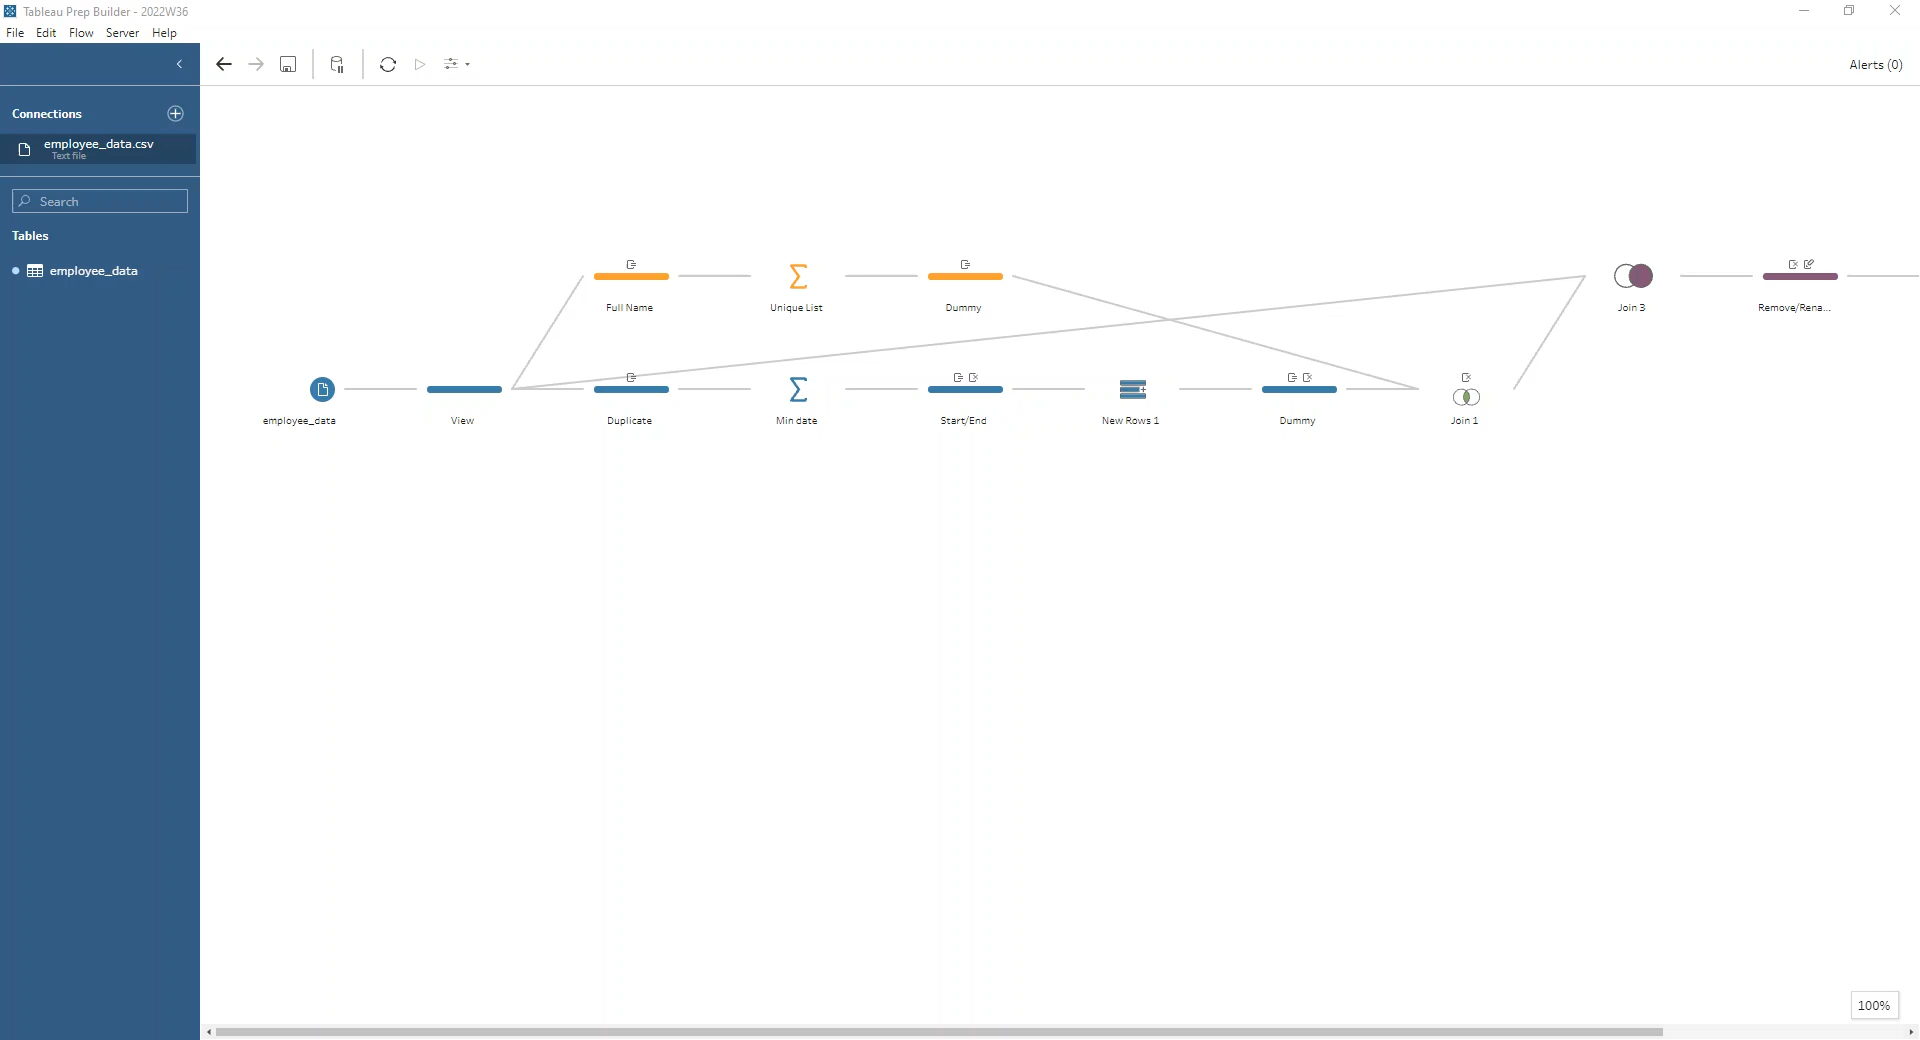 Tableau Prep Builder - 2022W36
File Edit Flow Server Help
Alerts (0)
Connections
employee_data.csv
Text file
Search
Tables
employee_data
Full Name
Unique List
Dummy
Join 3
Remove/Rena...
employee_data
View
Duplicate
Min date
Start/End
New Rows 1
Dummy
Join 1
100%